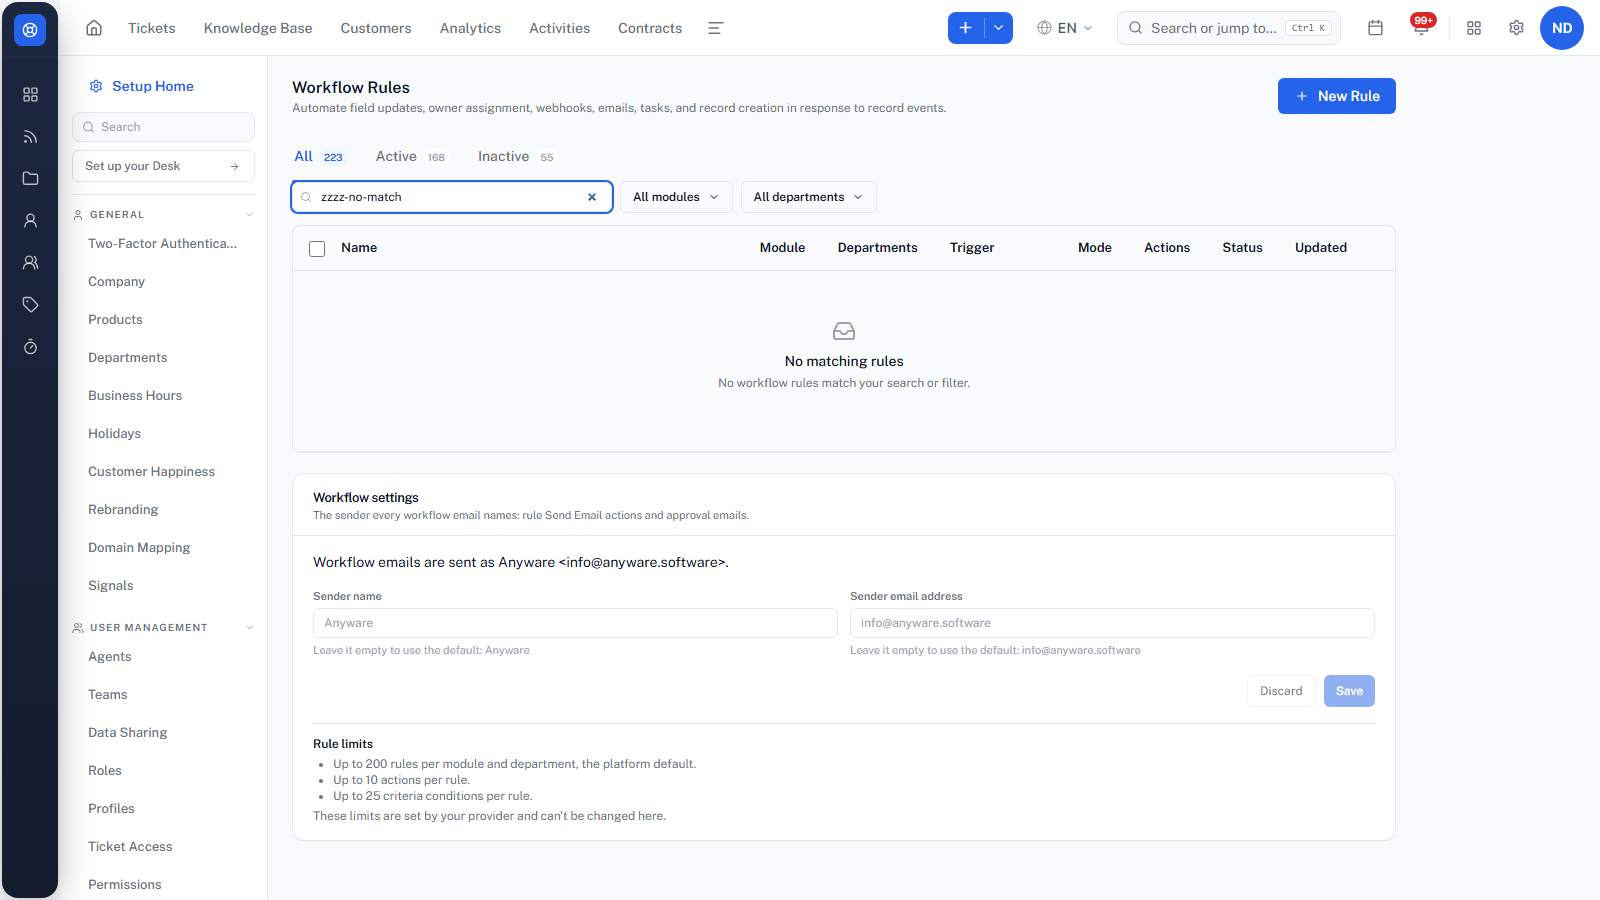 Tickets
Knowledge Base
Customers
Analytics
Activities
Contracts
EN
Search or jump to...
Ctrl K
99+
ND
Setup Home
Search
Set up your Desk
GENERAL
Two-Factor Authentica...
Company
Products
Departments
Business Hours
Holidays
Customer Happiness
Rebranding
Domain Mapping
Signals
USER MANAGEMENT
Agents
Teams
Data Sharing
Roles
Profiles
Ticket Access
Permissions
Workflow Rules
Automate field updates, owner assignment, webhooks, emails, tasks, and record creation in response to record events.
New Rule
All 223
Active 168
Inactive 55
zzzz-no-match
All modules
All departments
Name Module Departments Trigger Mode Actions Status Updated
No matching rules
No workflow rules match your search or filter.
Workflow settings
The sender every workflow email names: rule Send Email actions and approval emails.
Workflow emails are sent as Anyware <info@anyware.software>.
Sender name
Anyware
Leave it empty to use the default: Anyware
Sender email address
info@anyware.software
Leave it empty to use the default: info@anyware.software
Discard
Save
Rule limits
Up to 200 rules per module and department, the platform default.
Up to 10 actions per rule.
Up to 25 criteria conditions per rule.
These limits are set by your provider and can't be changed here.